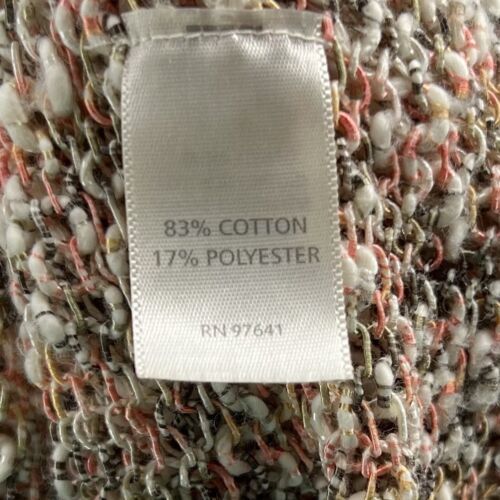 83% COTTON
17% POLYESTER
RN 97641